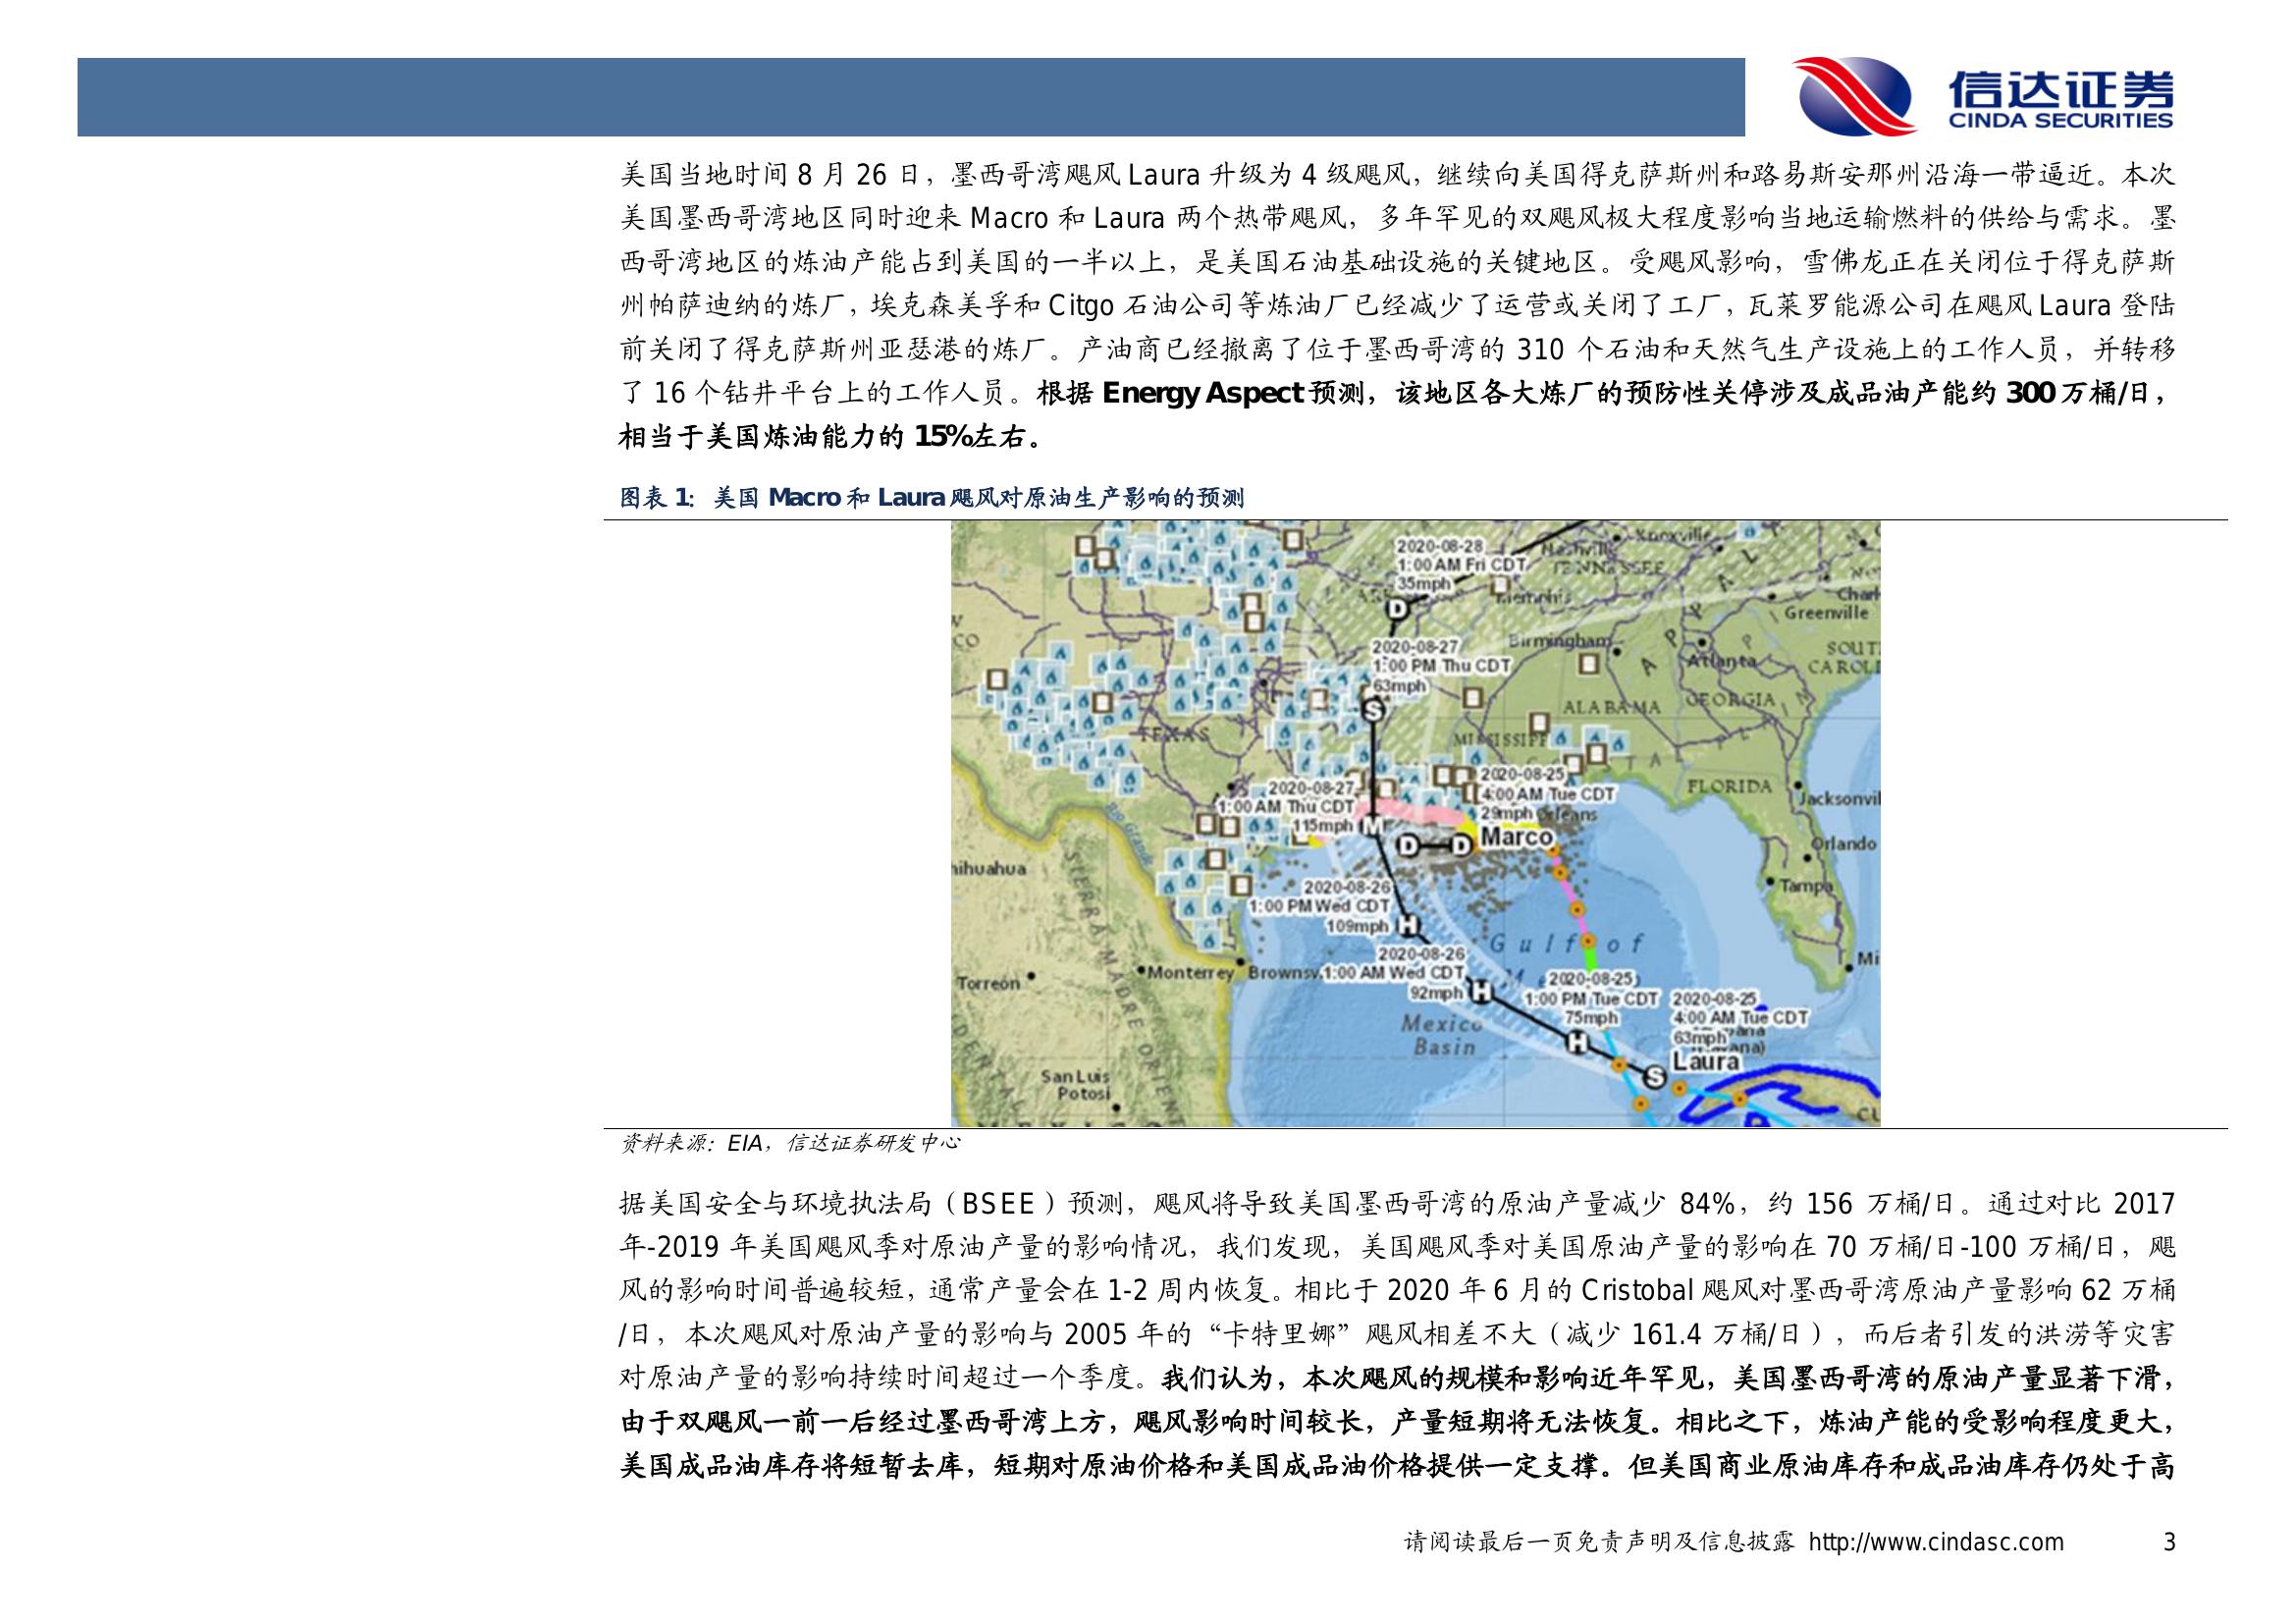 信达证券
CINDA SECURITIES
美国当地时间 8 月 26 日，墨西哥湾飓风 Laura 升级为 4 级飓风，继续向美国得克萨斯州和路易斯安那州沿海一带逼近。本次
美国墨西哥湾地区同时迎来 Macro 和 Laura 两个热带飓风，多年罕见的双飓风极大程度影响当地运输燃料的供给与需求。墨
西哥湾地区的炼油产能占到美国的一半以上，是美国石油基础设施的关键地区。受飓风影响，雪佛龙正在关闭位于得克萨斯
州帕萨迪纳的炼厂，埃克森美孚和 Citgo 石油公司等炼油厂已经减少了运营或关闭了工厂，瓦莱罗能源公司在飓风 Laura 登陆
前关闭了得克萨斯州亚瑟港的炼厂。产油商已经撤离了位于墨西哥湾的 310 个石油和天然气生产设施上的工作人员，并转移
了 16 个钻井平台上的工作人员。根据 Energy Aspect 预测，该地区各大炼厂的预防性关停涉及成品油产能约 300 万桶/日，
相当于美国炼油能力的 15%左右。
图表 1： 美国 Macro 和 Laura 飓风对原油生产影响的预测
2020-08-28
1:00 AM Fri CDT
35mph
D
Nashville
Knoxville
TENNESSEE
Memphis
Greenville
2020-08-27
1:00 PM Thu CDT
63mph
S
Birmingham
Atlanta
SOUT
CAROLI
ALABAMA
GEORGIA
TEXAS
MISSISSIPP
2020-08-27
1:00 AM Thu CDT
115mph
M
2020-08-25
4:00 AM Tue CDT
29mph
Orleans
D
D
Marco
FLORIDA
Jacksonvil
Orlando
Tampa
Mi
Rio Grande
hihuahua
SIERRA MADRE ORIENT
2020-08-26
1:00 PM Wed CDT
109mph
H
Gulf of
2020-08-26
1:00 AM Wed CDT
92mph
H
Monterrey
Brownsv
Torreón
2020-08-25
1:00 PM Tue CDT
75mph
H
2020-08-25
4:00 AM Tue CDT
63mph
Laura
S
Mexico
Basin
San Luis
Potosi
CU
资料来源：EIA，信达证券研发中心
据美国安全与环境执法局（BSEE）预测，飓风将导致美国墨西哥湾的原油产量减少 84%，约 156 万桶/日。通过对比 2017
年-2019 年美国飓风季对原油产量的影响情况，我们发现，美国飓风季对美国原油产量的影响在 70 万桶/日-100 万桶/日，飓
风的影响时间普遍较短，通常产量会在 1-2 周内恢复。相比于 2020 年 6 月的 Cristobal 飓风对墨西哥湾原油产量影响 62 万桶
/日，本次飓风对原油产量的影响与 2005 年的“卡特里娜”飓风相差不大（减少 161.4 万桶/日），而后者引发的洪涝等灾害
对原油产量的影响持续时间超过一个季度。我们认为，本次飓风的规模和影响近年罕见，美国墨西哥湾的原油产量显著下滑，
由于双飓风一前一后经过墨西哥湾上方，飓风影响时间较长，产量短期将无法恢复。相比之下，炼油产能的受影响程度更大，
美国成品油库存将短暂去库，短期对原油价格和美国成品油价格提供一定支撑。但美国商业原油库存和成品油库存仍处于高
请阅读最后一页免责声明及信息披露 http://www.cindasc.com 3